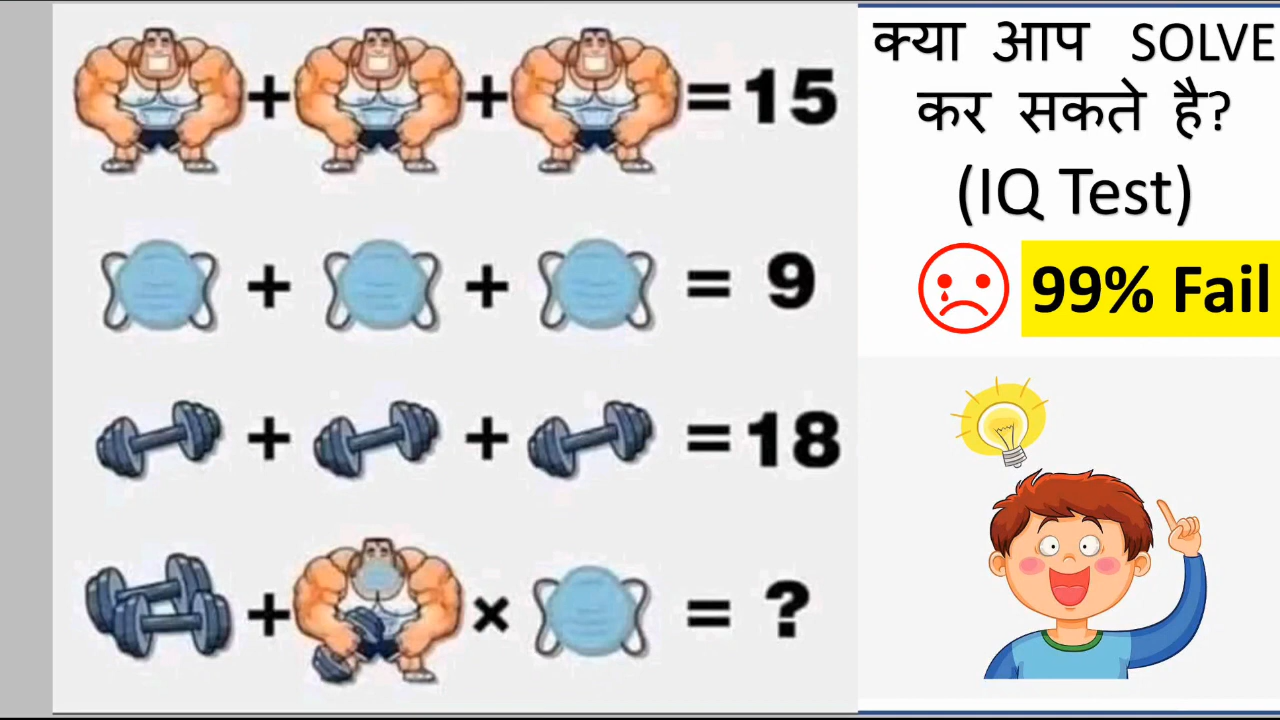 + + = 15
+ + = 9
+ + = 18
+ × = ?
क्या आप SOLVE
कर सकते है?
(IQ Test)
99% Fail